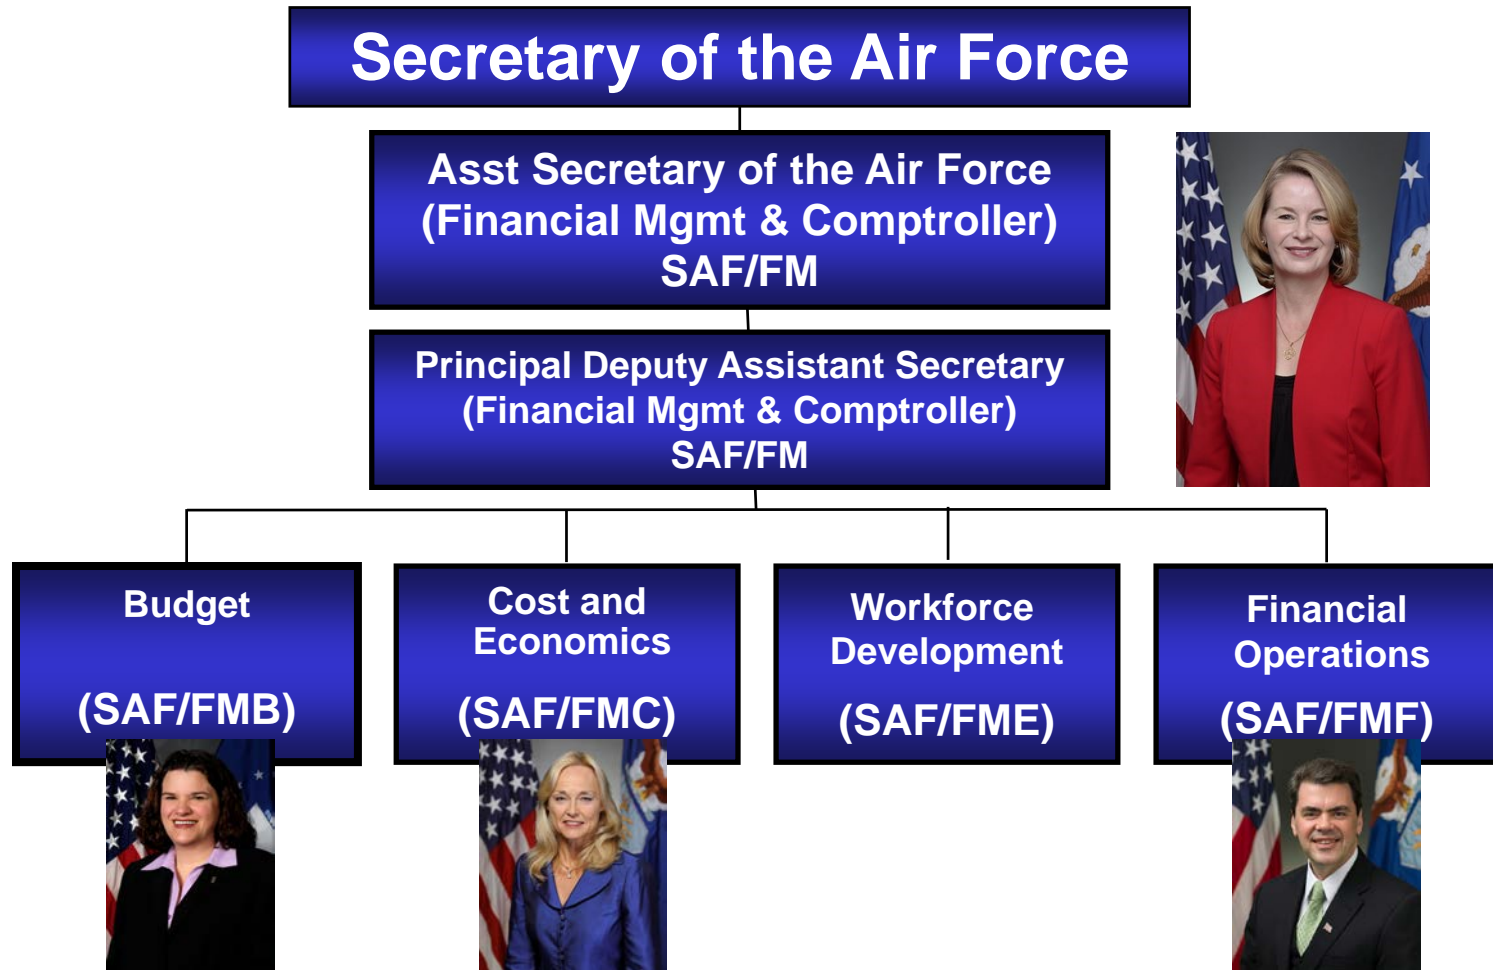 Secretary of the Air Force
Asst Secretary of the Air Force
(Financial Mgmt & Comptroller)
SAF/FM
Principal Deputy Assistant Secretary
(Financial Mgmt & Comptroller)
SAF/FM
Budget
(SAF/FMB)
Cost and
Economics
(SAF/FMC)
Workforce
Development
(SAF/FME)
Financial
Operations
(SAF/FMF)